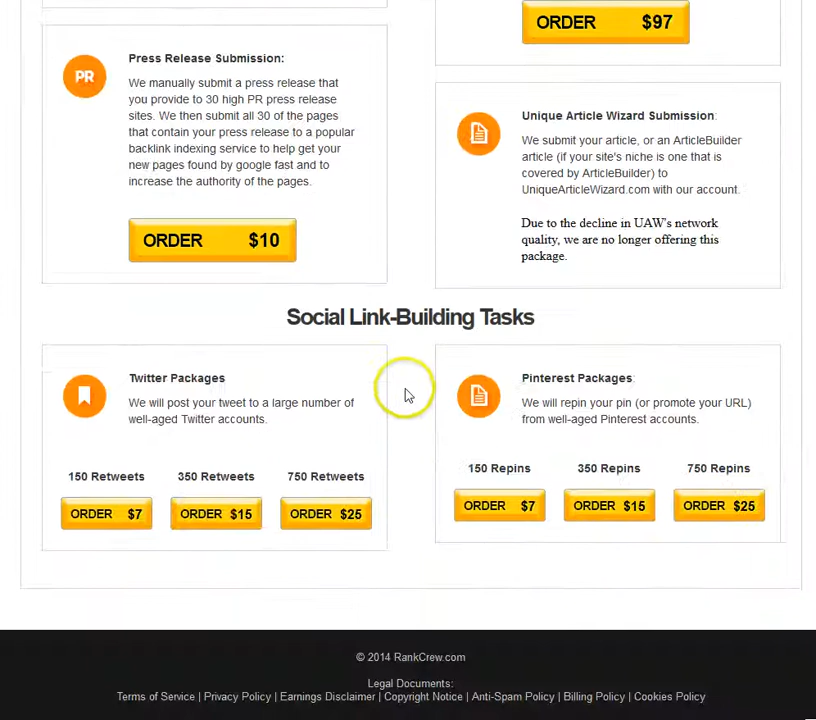 ORDER $97
Press Release Submission:
We manually submit a press release that
you provide to 30 high PR press release
sites. We then submit all 30 of the pages
that contain your press release to a popular
backlink indexing service to help get your
new pages found by google fast and to
increase the authority of the pages.
PR
ORDER $10
Unique Article Wizard Submission:
We submit your article, or an ArticleBuilder
article (if your site's niche is one that is
covered by ArticleBuilder) to
UniqueArticleWizard.com with our account.
Due to the decline in UAW's network
quality, we are no longer offering this
package.
Social Link-Building Tasks
Twitter Packages
We will post your tweet to a large number of
well-aged Twitter accounts.
150 Retweets 350 Retweets 750 Retweets
ORDER $7 ORDER $15 ORDER $25
Pinterest Packages:
We will repin your pin (or promote your URL)
from well-aged Pinterest accounts.
150 Repins 350 Repins 750 Repins
ORDER $7 ORDER $15 ORDER $25
© 2014 RankCrew.com
Legal Documents:
Terms of Service | Privacy Policy | Earnings Disclaimer | Copyright Notice | Anti-Spam Policy | Billing Policy | Cookies Policy